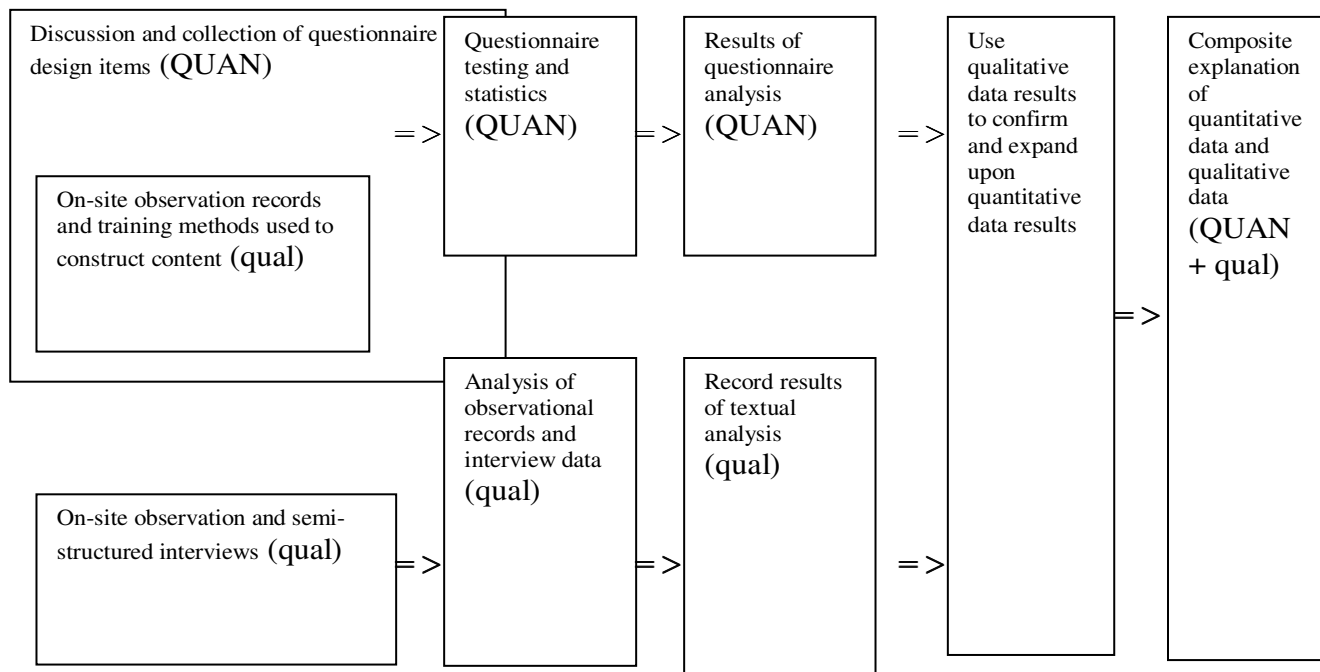 Discussion and collection of questionnaire
design items (QUAN)
On-site observation records
and training methods used to
construct content (qual)
=>
Questionnaire
testing and
statistics
(QUAN)
=>
Results of
questionnaire
analysis
(QUAN)
=>
On-site observation and semi-
structured interviews (qual)
=>
Analysis of
observational
records and
interview data
(qual)
=>
Record results
of textual
analysis
(qual)
=>
Use
qualitative
data results
to confirm
and expand
upon
quantitative
data results
=>
Composite
explanation
of
quantitative
data and
qualitative
data
(QUAN
+ qual)